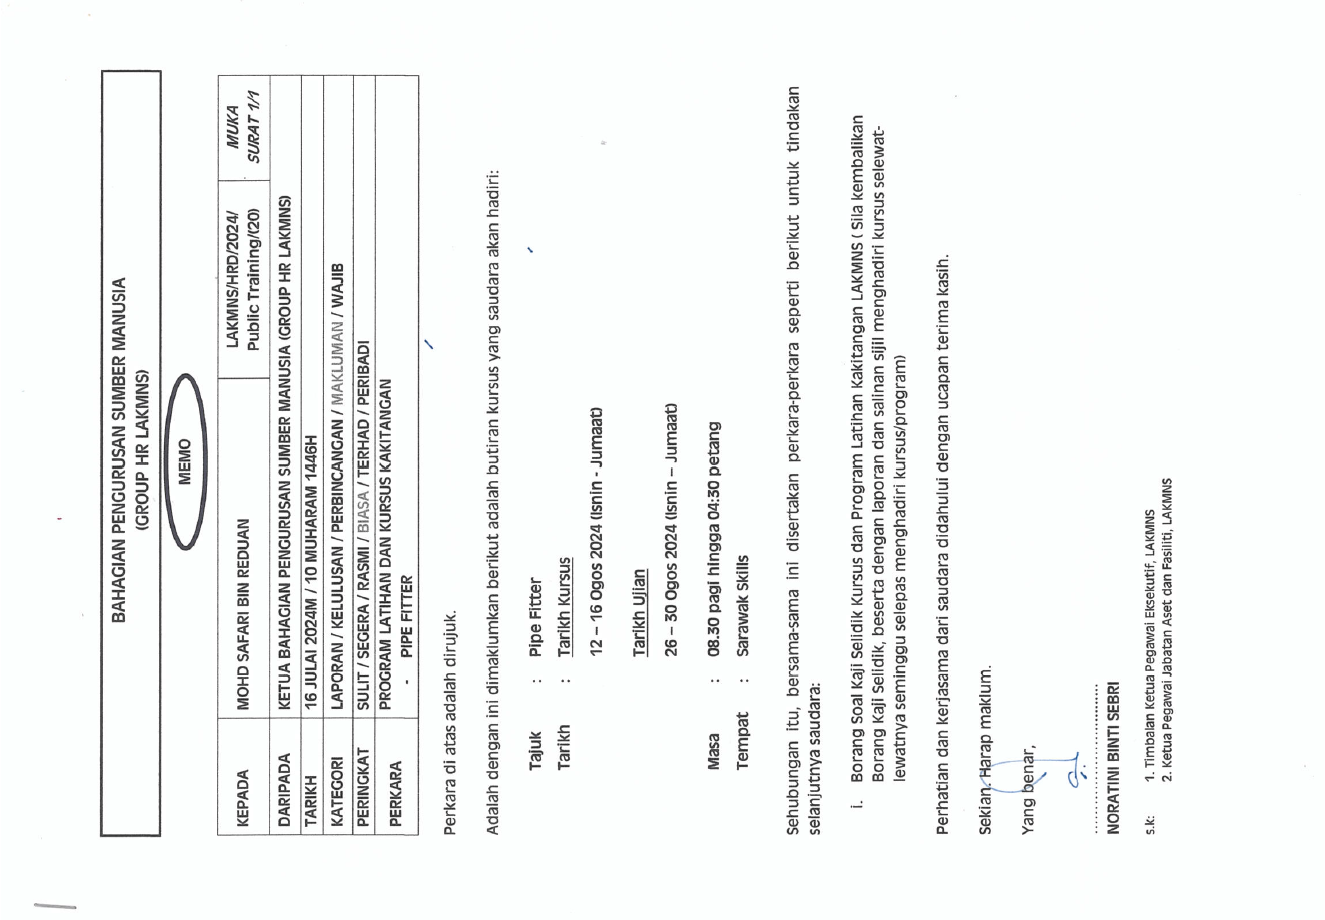 BAHAGIAN PENGURUSAN SUMBER MANUSIA
(GROUP HR LAKMNS)
MEMO
KEPADA MOHD SAFARI BIN REDUAN LAKMNS/HRD/2024/ MUKA
Public Training/(20) SURAT 1/1
DARIPADA KETUA BAHAGIAN PENGURUSAN SUMBER MANUSIA (GROUP HR LAKMNS)
TARIKH 16 JULAI 2024M / 10 MUHARAM 1446H
KATEGORI LAPORAN / KELULUSAN / PERBINCANGAN / MAKLUMAN / WAJIB
PERINGKAT SULIT / SEGERA / RASMI / BIASA / TERHAD / PERIBADI
PERKARA PROGRAM LATIHAN DAN KURSUS KAKITANGAN
- PIPE FITTER
Perkara di atas adalah dirujuk.
Adalah dengan ini dimaklumkan berikut adalah butiran kursus yang saudara akan hadiri:
Tajuk : Pipe Fitter
Tarikh : Tarikh Kursus
12 – 16 Ogos 2024 (Isnin - Jumaat)
Tarikh Ujian
26 – 30 Ogos 2024 (Isnin – Jumaat)
Masa : 08.30 pagi hingga 04:30 petang
Tempat : Sarawak Skills
Sehubungan itu, bersama-sama ini disertakan perkara-perkara seperti berikut untuk tindakan
selanjutnya saudara:
i. Borang Soal Kaji Selidik Kursus dan Program Latihan Kakitangan LAKMNS ( Sila kembalikan
Borang Kaji Selidik, beserta dengan laporan dan salinan sijil menghadiri kursus selewat-
lewatnya seminggu selepas menghadiri kursus/program)
Perhatian dan kerjasama dari saudara didahului dengan ucapan terima kasih.
Sekian. Harap maklum.
Yang benar,
........................................
NORATINI BINTI SEBRI
s.k: 1. Timbalan Ketua Pegawai Eksekutif, LAKMNS
2. Ketua Pegawai Jabatan Aset dan Fasiliti, LAKMNS